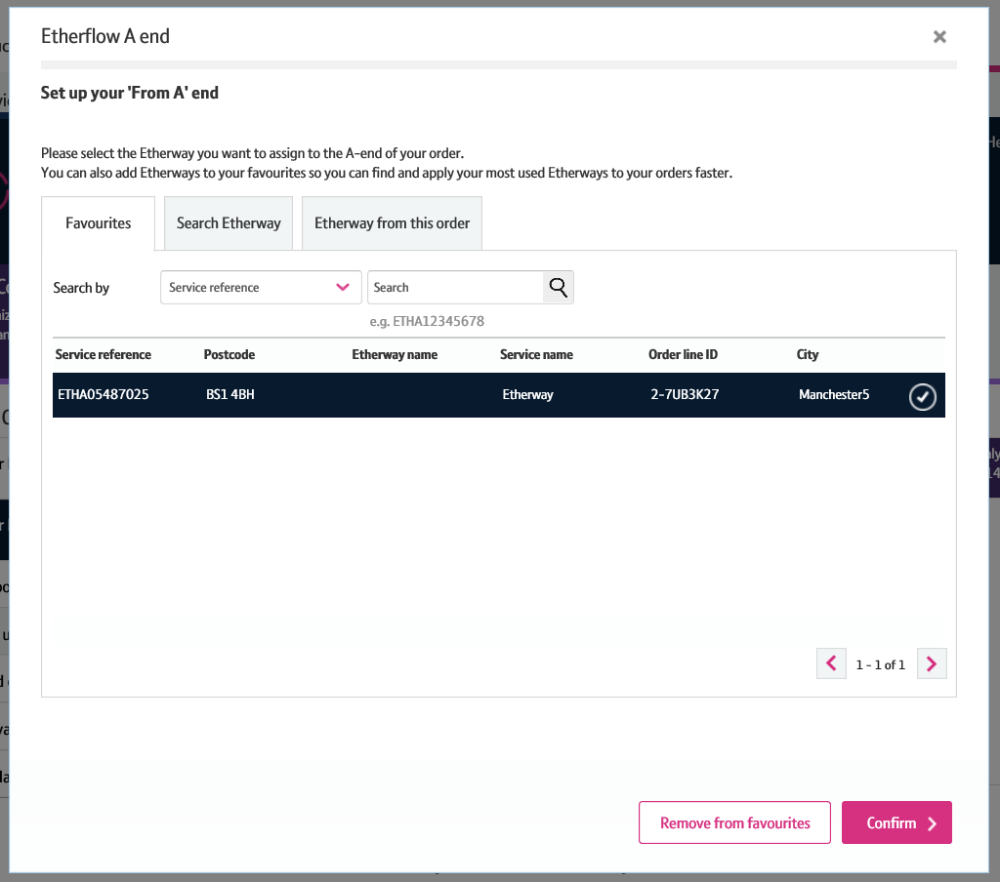 Etherflow A end
Set up your 'From A' end
Please select the Etherway you want to assign to the A-end of your order.
You can also add Etherways to your favourites so you can find and apply your most used Etherways to your orders faster.
Favourites Search Etherway Etherway from this order
Search by Service reference Search
e.g. ETHA12345678
Service reference Postcode Etherway name Service name Order line ID City
ETHA05487025 BS1 4BH Etherway 2-7UB3K27 Manchester5
1 - 1 of 1
Remove from favourites Confirm